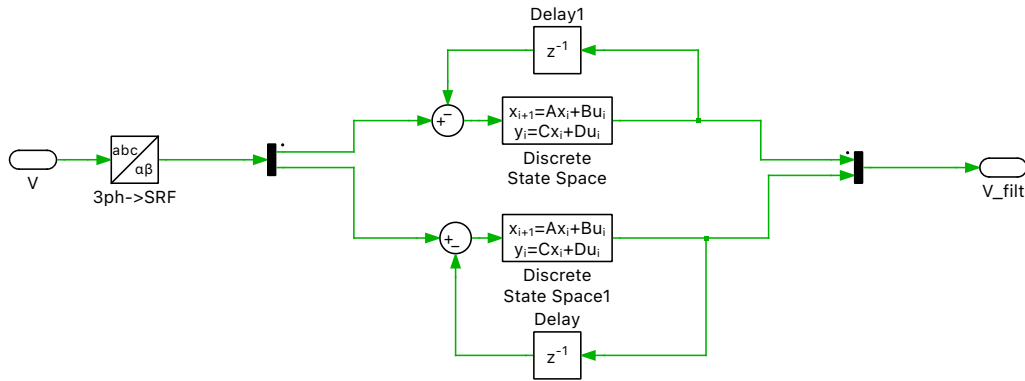 Delay1
z⁻¹
+
−
xᵢ₊₁=Axᵢ+Buᵢ
yᵢ=Cxᵢ+Duᵢ
Discrete
State Space
abc
αβ
V
3ph->SRF
V_filt
+
−
xᵢ₊₁=Axᵢ+Buᵢ
yᵢ=Cxᵢ+Duᵢ
Discrete
State Space1
Delay
z⁻¹